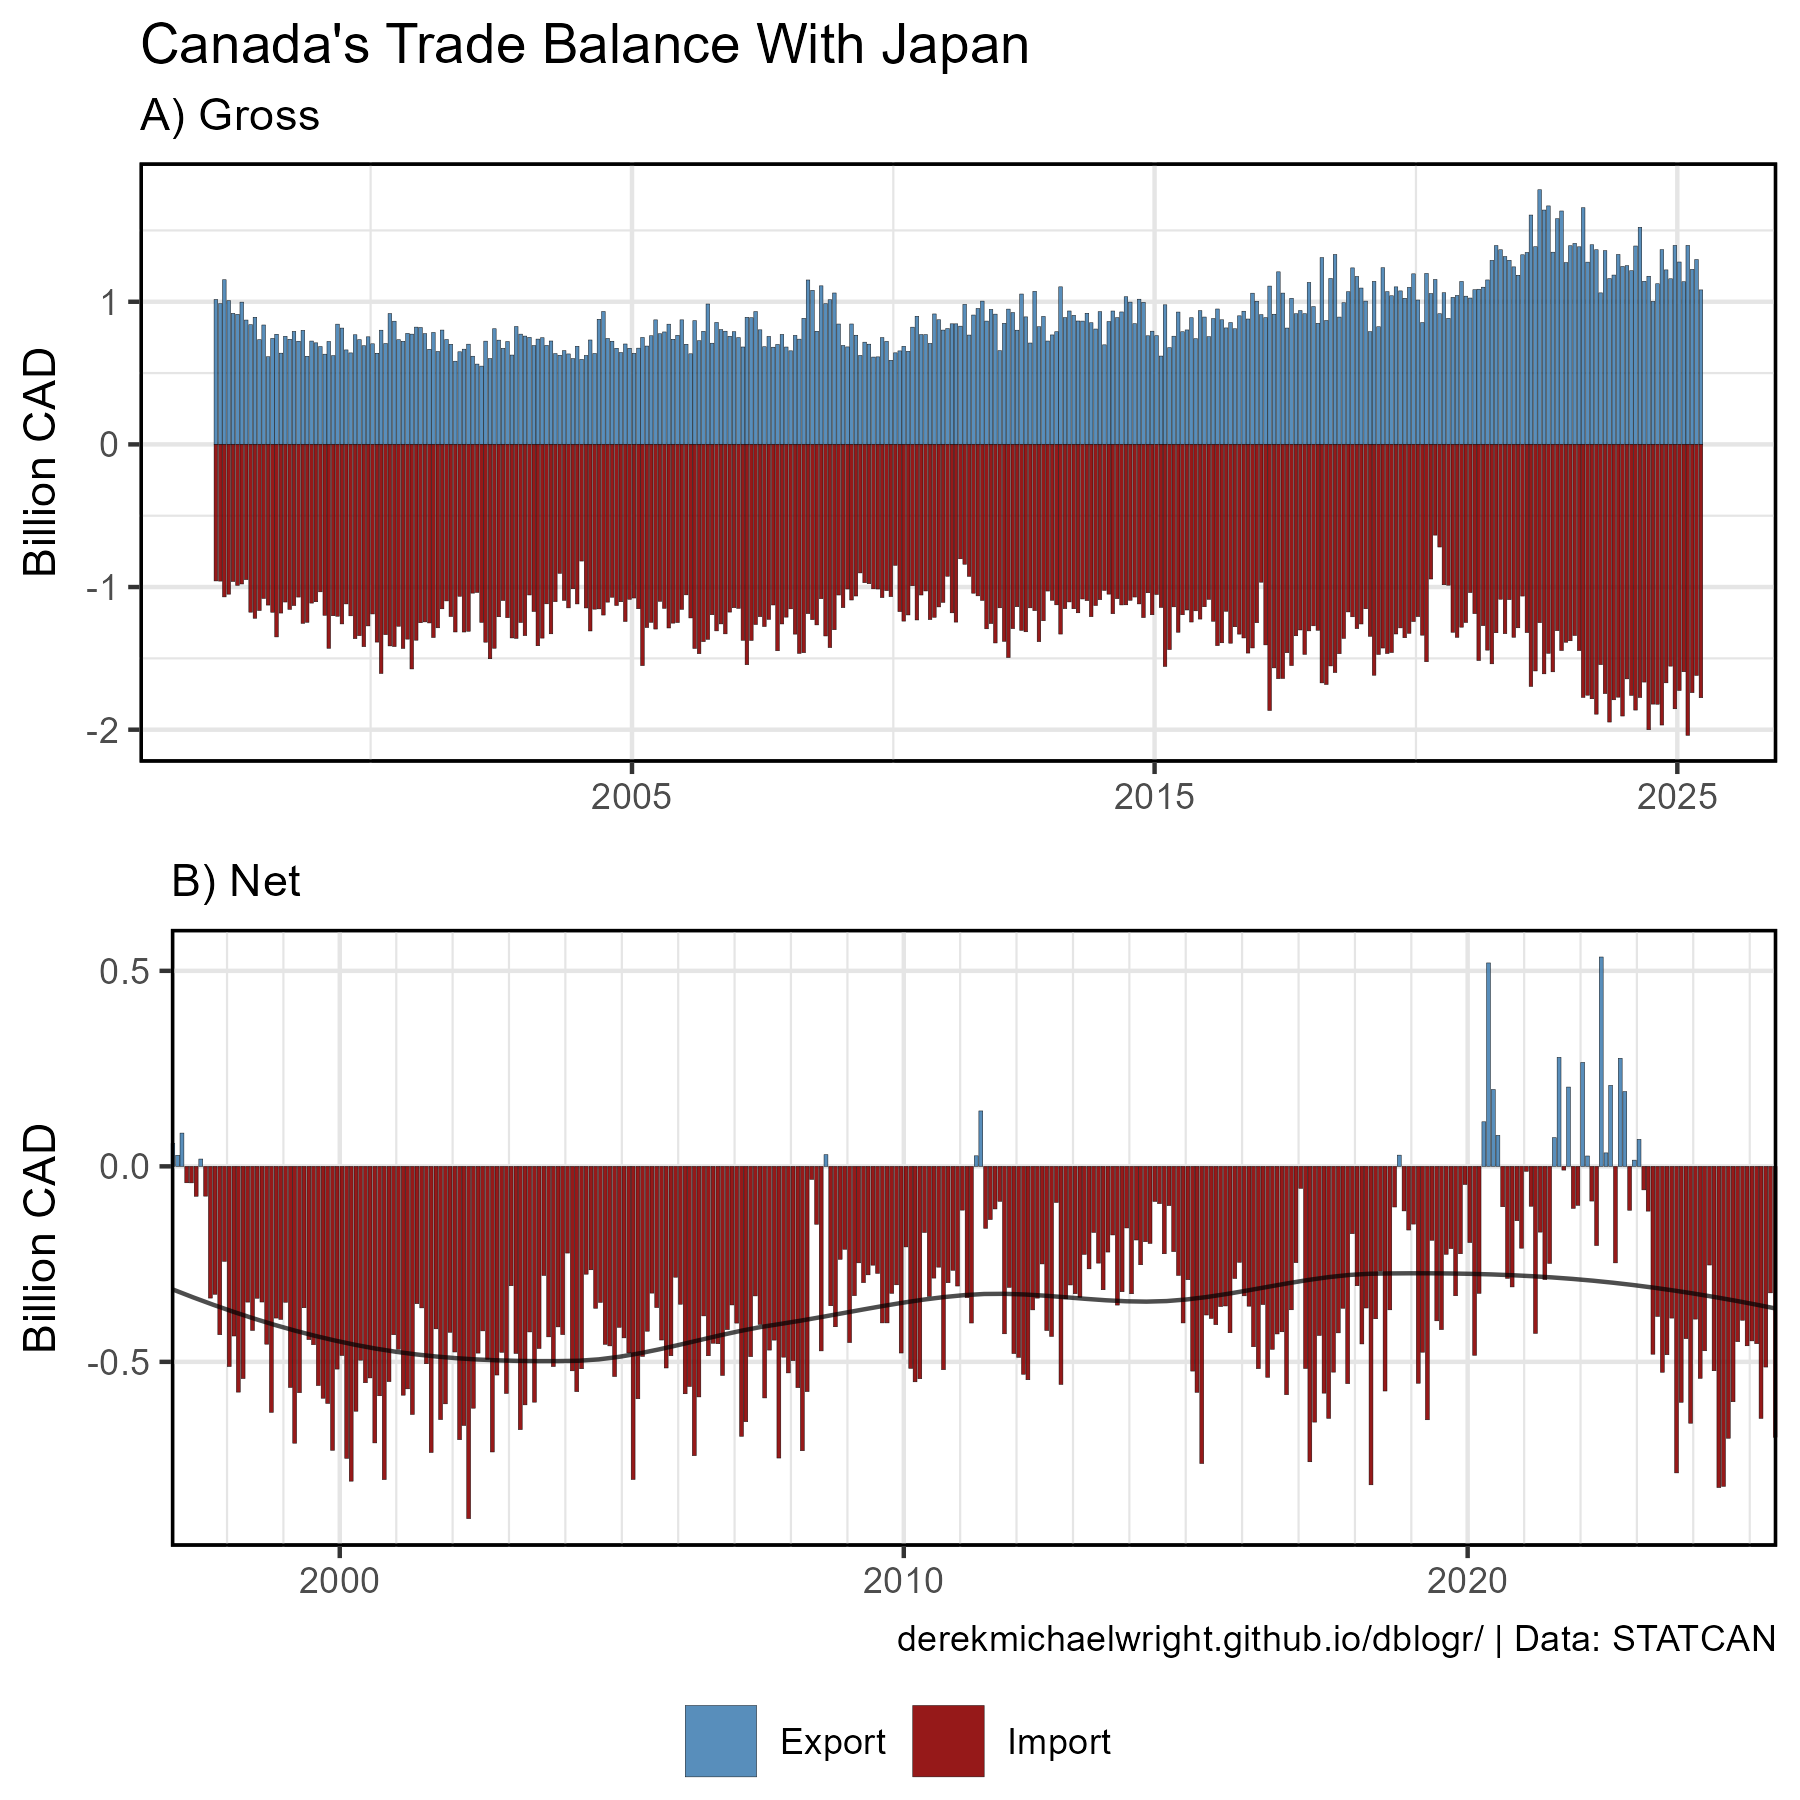 Canada's Trade Balance With Japan
A) Gross
Billion CAD
1
0
-1
-2
2005
2015
2025
B) Net
Billion CAD
0.5
0.0
-0.5
2000
2010
2020
derekmichaelwright.github.io/dblogr/ | Data: STATCAN
Export
Import